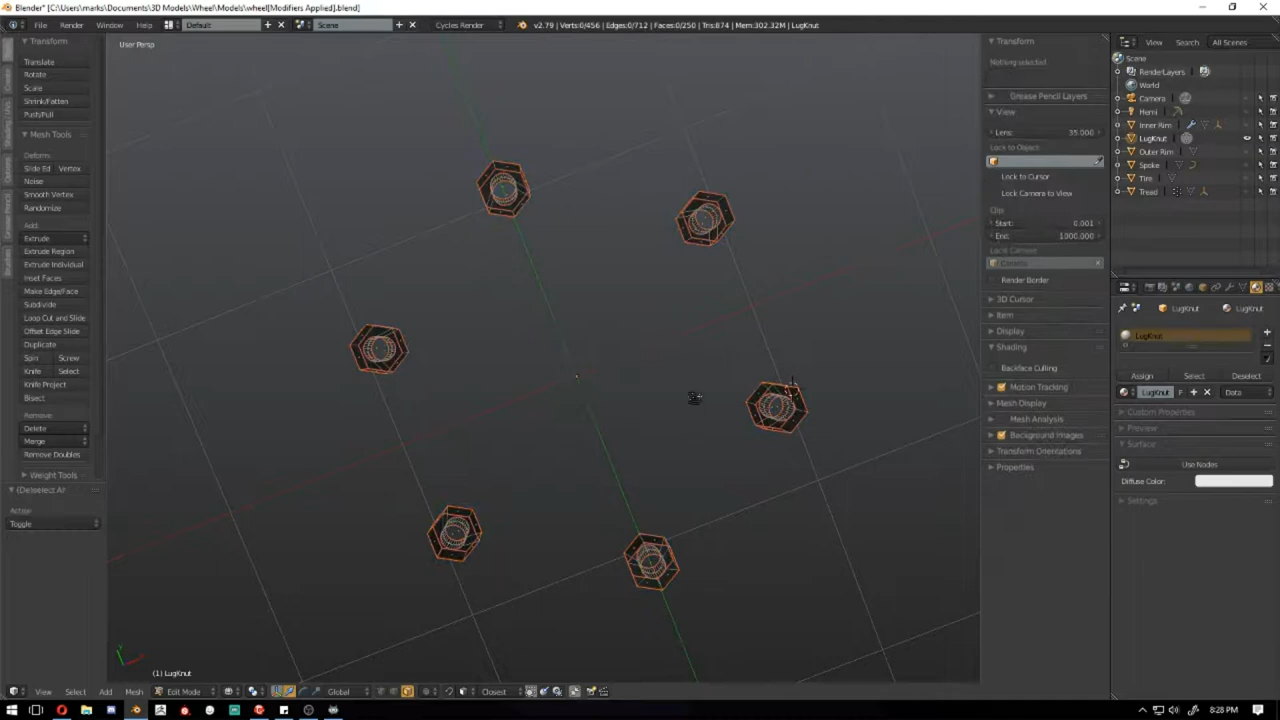 Blender* [C:\Users\marks\Documents\3D Models\Wheel\Models\wheel[Modifiers Applied].blend]
File Render Window Help Default Scene Cycles Render v2.79 | Verts:0/456 | Edges:0/712 | Faces:0/250 | Tris:874 | Mem:302.32M | LugKnut
Transform
Translate
Rotate
Scale
Shrink/Fatten
Push/Pull
Mesh Tools
Deform:
Slide Ed Vertex
Noise
Smooth Vertex
Randomize
Add:
Extrude
Extrude Region
Extrude Individual
Inset Faces
Make Edge/Face
Subdivide
Loop Cut and Slide
Offset Edge Slide
Duplicate
Spin Screw
Knife Select
Knife Project
Bisect
Remove:
Delete
Merge
Remove Doubles
Weight Tools
(De)select Al
Action
Toggle
User Persp
(1) LugKnut
Transform
Nothing selected
Grease Pencil Layers
View
Lens: 35.000
Lock to Object:
Lock to Cursor
Lock Camera to View
Clip:
Start: 0.001
End: 1000.000
Local Camera:
Camera
Render Border
3D Cursor
Item
Display
Shading
Backface Culling
Motion Tracking
Mesh Display
Mesh Analysis
Background Images
Transform Orientations
Properties
View Search All Scenes
Scene
RenderLayers
World
Camera
Hemi
Inner Rim
LugKnut
Outer Rim
Spoke
Tire
Tread
LugKnut LugKnut
LugKnut
Assign Select Deselect
LugKnut F Data
Custom Properties
Preview
Surface
Use Nodes
Diffuse Color:
Settings
View Select Add Mesh Edit Mode Global Closest
8:28 PM